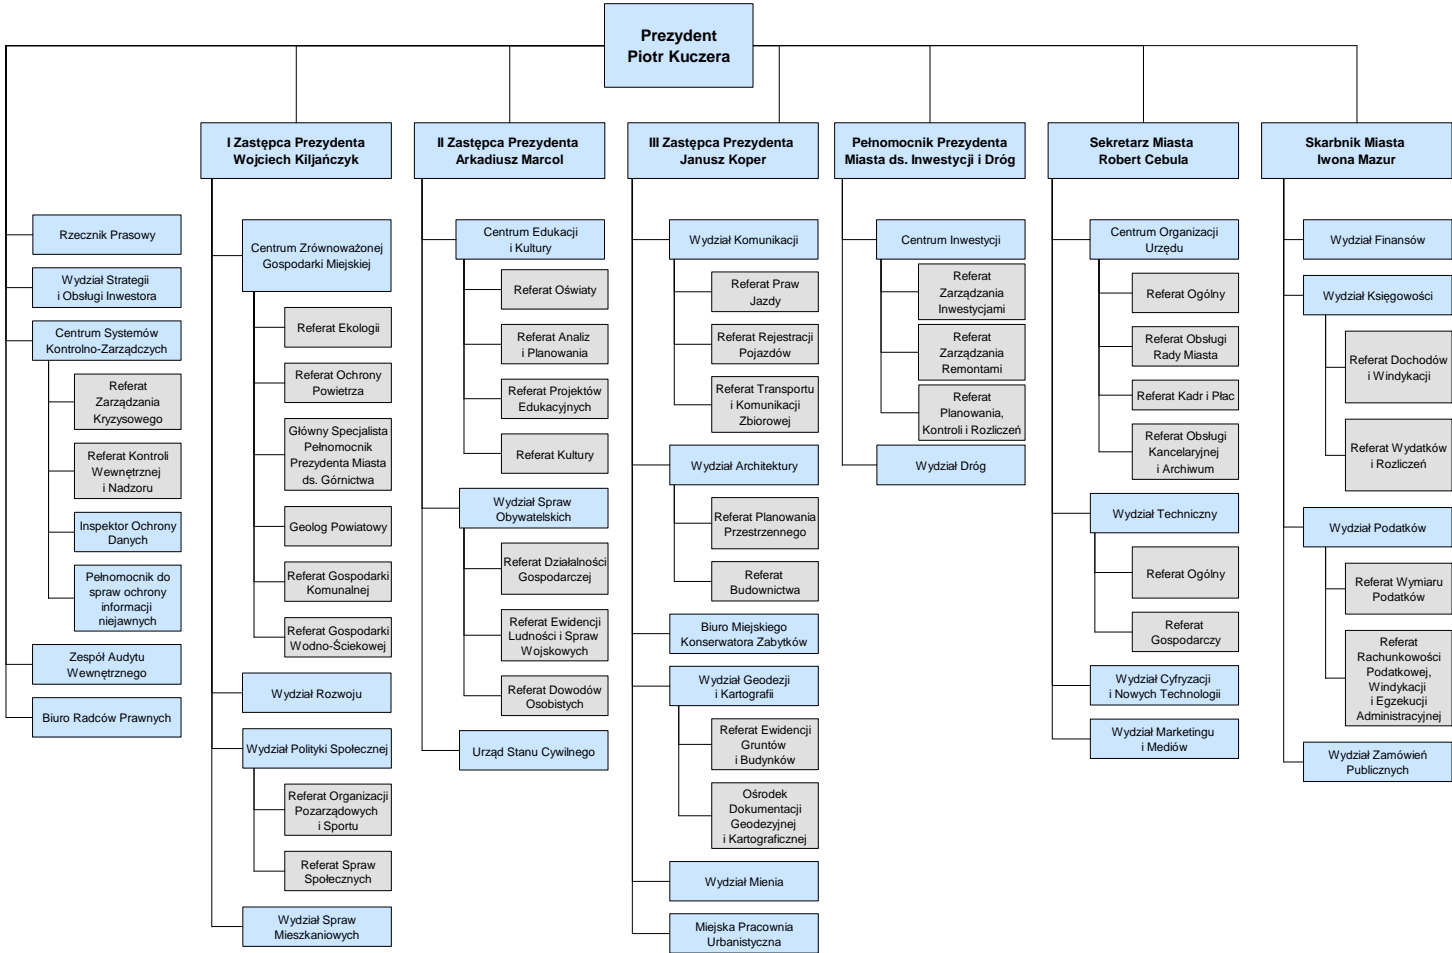 Prezydent
Piotr Kuczera
I Zastępca Prezydenta
Wojciech Kiljańczyk
II Zastępca Prezydenta
Arkadiusz Marcol
III Zastępca Prezydenta
Janusz Koper
Pełnomocnik Prezydenta
Miasta ds. Inwestycji i Dróg
Sekretarz Miasta
Robert Cebula
Skarbnik Miasta
Iwona Mazur
Rzecznik Prasowy
Wydział Strategii
i Obsługi Inwestora
Centrum Systemów
Kontrolno-Zarządczych
Referat
Zarządzania
Kryzysowego
Referat Kontroli
Wewnętrznej
i Nadzoru
Inspektor Ochrony
Danych
Pełnomocnik do
spraw ochrony
informacji
niejawnych
Zespół Audytu
Wewnętrznego
Biuro Radców Prawnych
Centrum Zrównoważonej
Gospodarki Miejskiej
Referat Ekologii
Referat Ochrony
Powietrza
Główny Specjalista
Pełnomocnik
Prezydenta Miasta
ds. Górnictwa
Geolog Powiatowy
Referat Gospodarki
Komunalnej
Referat Gospodarki
Wodno-Ściekowej
Wydział Rozwoju
Wydział Polityki Społecznej
Referat Organizacji
Pozarządowych
i Sportu
Referat Spraw
Społecznych
Wydział Spraw
Mieszkaniowych
Centrum Edukacji
i Kultury
Referat Oświaty
Referat Analiz
i Planowania
Referat Projektów
Edukacyjnych
Referat Kultury
Wydział Spraw
Obywatelskich
Referat Działalności
Gospodarczej
Referat Ewidencji
Ludności i Spraw
Wojskowych
Referat Dowodów
Osobistych
Urząd Stanu Cywilnego
Wydział Komunikacji
Referat Praw
Jazdy
Referat Rejestracji
Pojazdów
Referat Transportu
i Komunikacji
Zbiorowej
Wydział Architektury
Referat Planowania
Przestrzennego
Referat
Budownictwa
Biuro Miejskiego
Konserwatora Zabytków
Wydział Geodezji
i Kartografii
Referat Ewidencji
Gruntów
i Budynków
Ośrodek
Dokumentacji
Geodezyjnej
i Kartograficznej
Wydział Mienia
Miejska Pracownia
Urbanistyczna
Centrum Inwestycji
Referat
Zarządzania
Inwestycjami
Referat
Zarządzania
Remontami
Referat
Planowania,
Kontroli i Rozliczeń
Wydział Dróg
Centrum Organizacji
Urzędu
Referat Ogólny
Referat Obsługi
Rady Miasta
Referat Kadr i Płac
Referat Obsługi
Kancelaryjnej
i Archiwum
Wydział Techniczny
Referat Ogólny
Referat
Gospodarczy
Wydział Cyfryzacji
i Nowych Technologii
Wydział Marketingu
i Mediów
Wydział Finansów
Wydział Księgowości
Referat Dochodów
i Windykacji
Referat Wydatków
i Rozliczeń
Wydział Podatków
Referat Wymiaru
Podatków
Referat
Rachunkowości
Podatkowej,
Windykacji
i Egzekucji
Administracyjnej
Wydział Zamówień
Publicznych